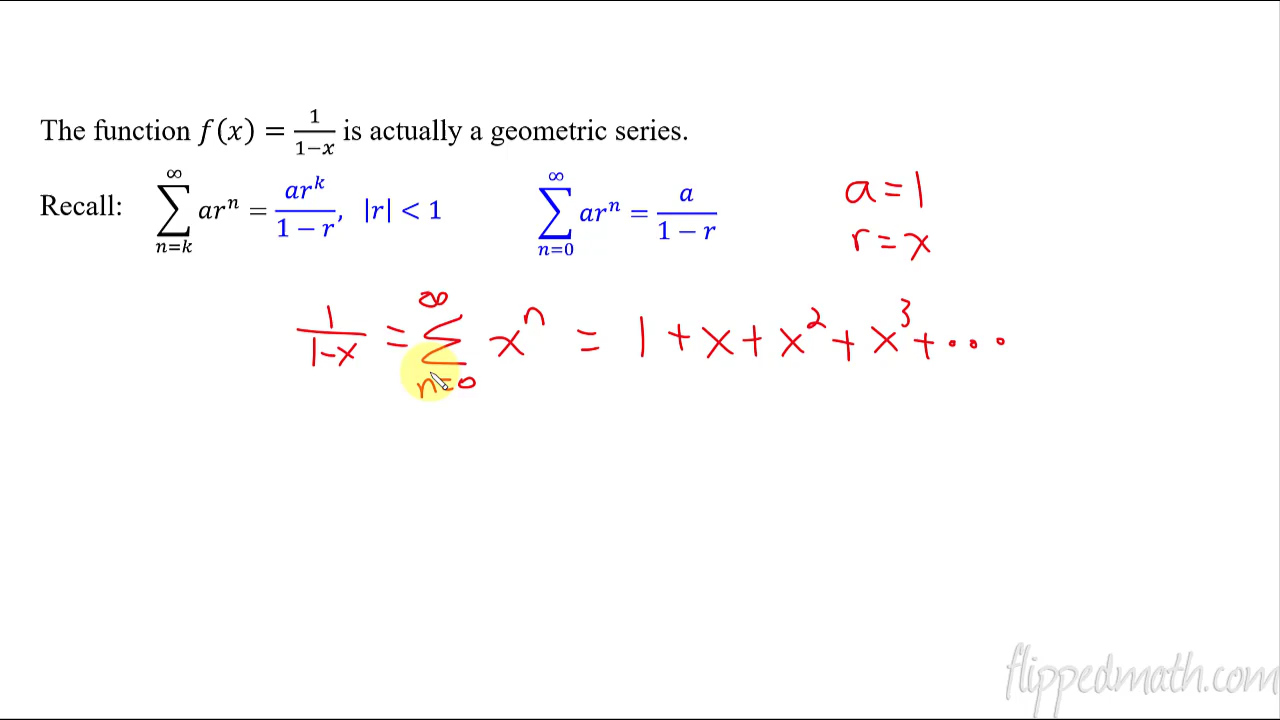 The function f(x) = 1/(1−x) is actually a geometric series.
Recall: ∑_{n=k}^{∞} ar^n = ar^k/(1 − r), |r| < 1
∑_{n=0}^{∞} ar^n = a/(1 − r)
a = 1
r = x
1/(1-x) = ∑_{n=0}^{∞} x^n = 1 + x + x^2 + x^3 + ...
flippedmath.com